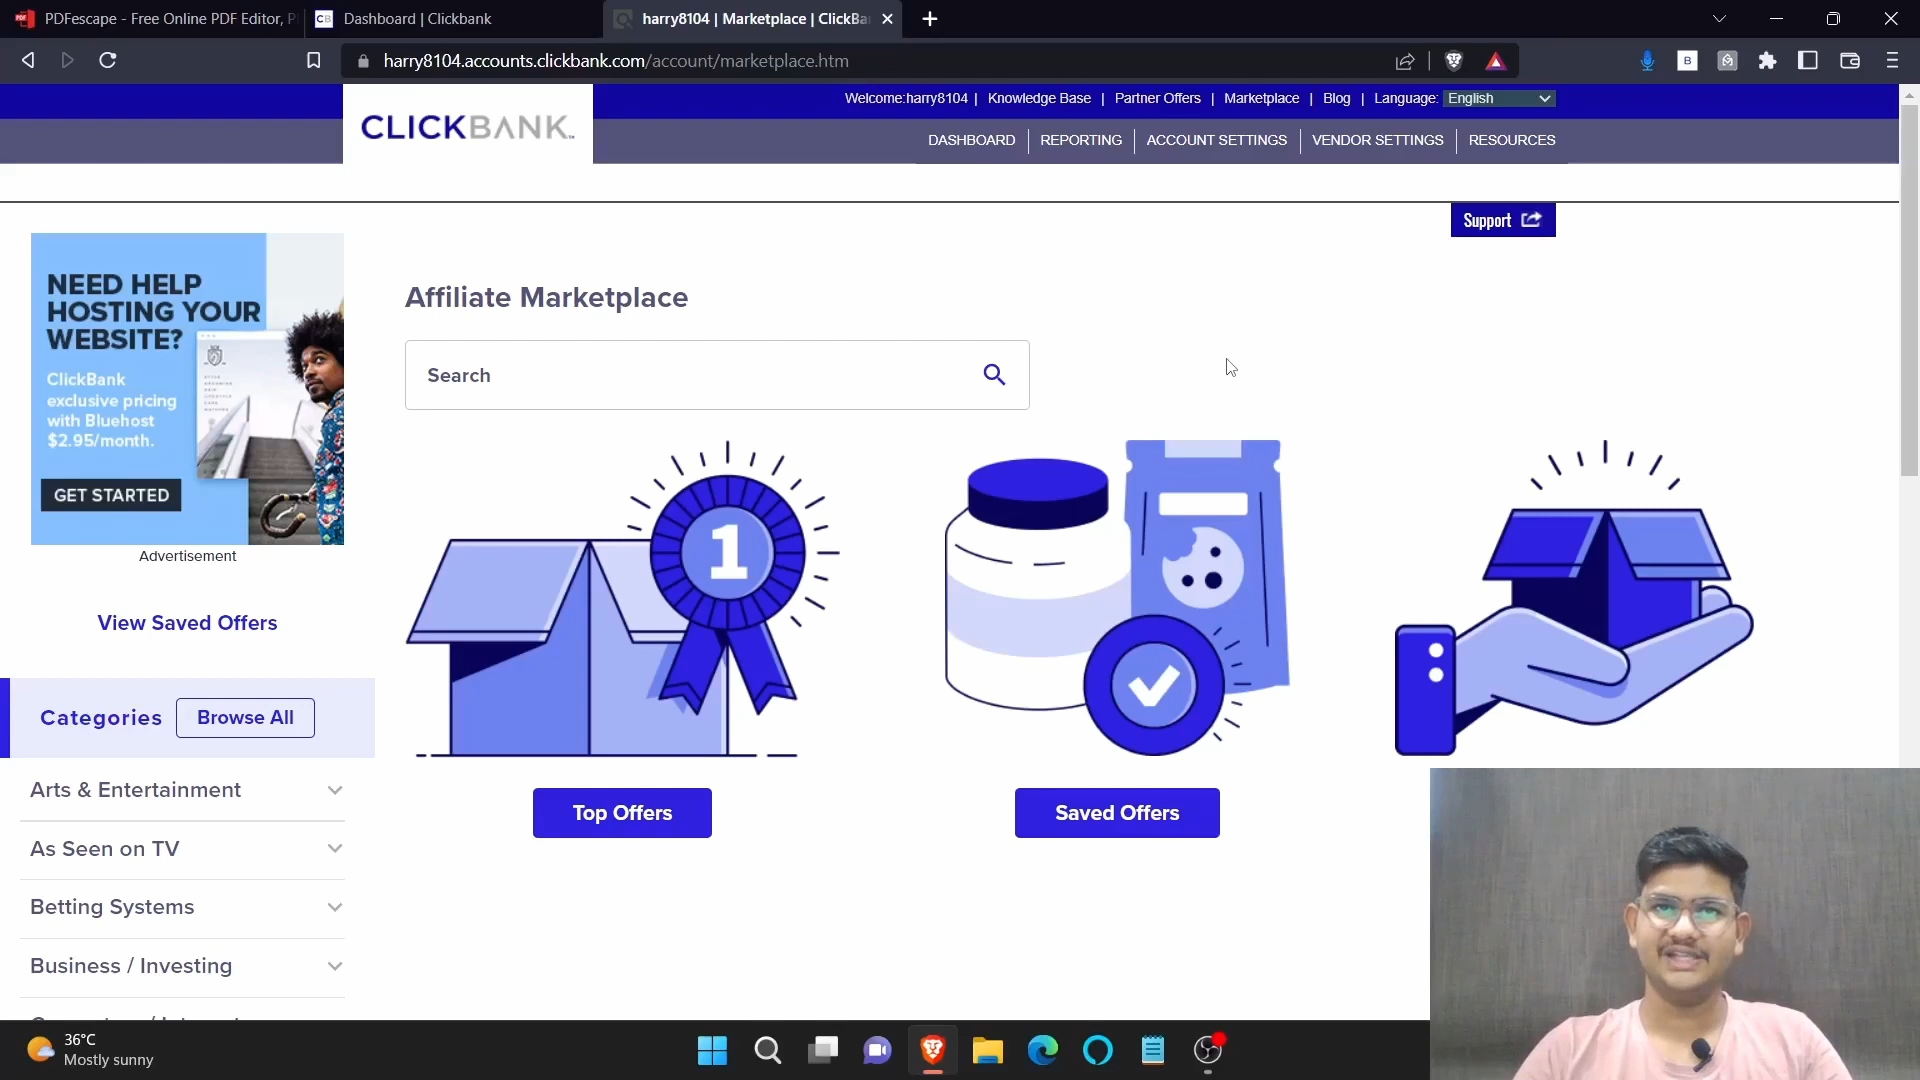 PDFescape - Free Online PDF Editor,
Dashboard | Clickbank
harry8104 | Marketplace | ClickBa
harry8104.accounts.clickbank.com/account/marketplace.htm
Welcome:harry8104 | Knowledge Base | Partner Offers | Marketplace | Blog | Language: English
CLICKBANK
DASHBOARD | REPORTING | ACCOUNT SETTINGS | VENDOR SETTINGS | RESOURCES
Support
NEED HELP
HOSTING YOUR
WEBSITE?
ClickBank
exclusive pricing
with Bluehost
$2.95/month.
GET STARTED
Advertisement
View Saved Offers
Categories
Browse All
Arts & Entertainment
As Seen on TV
Betting Systems
Business / Investing
Affiliate Marketplace
Search
1
Top Offers
Saved Offers
36°C
Mostly sunny